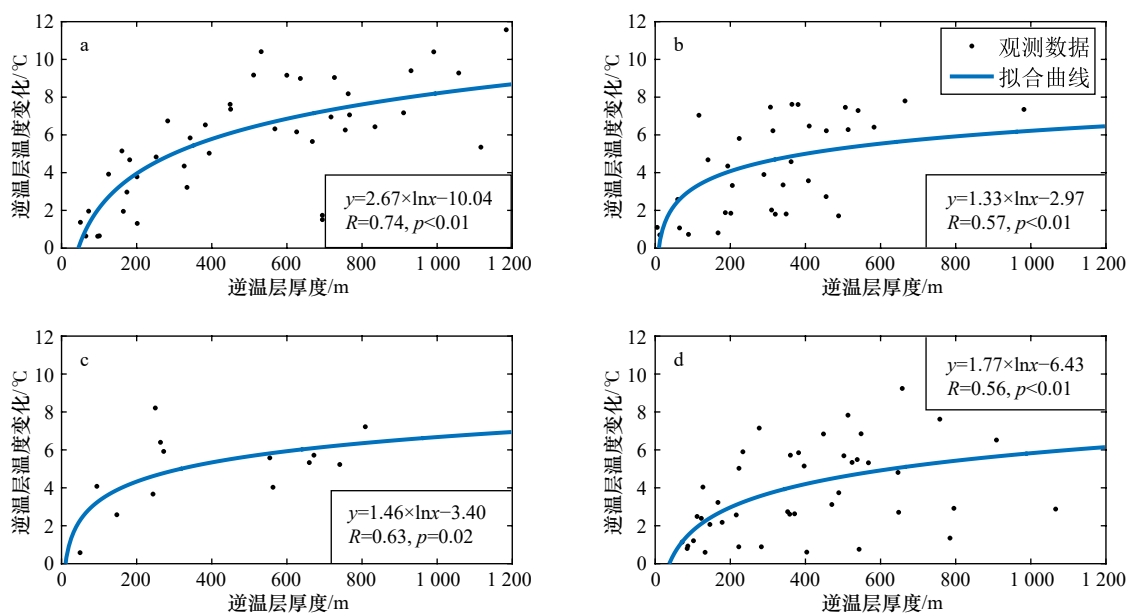 12
10
8
6
4
2
0
逆温层温度变化/℃
a
y=2.67×lnx−10.04
R=0.74, p<0.01
0 200 400 600 800 1 000 1 200
逆温层厚度/m
12
10
8
6
4
2
0
逆温层温度变化/℃
b
观测数据
拟合曲线
y=1.33×lnx−2.97
R=0.57, p<0.01
0 200 400 600 800 1 000 1 200
逆温层厚度/m
12
10
8
6
4
2
0
逆温层温度变化/℃
c
y=1.46×lnx−3.40
R=0.63, p=0.02
0 200 400 600 800 1 000 1 200
逆温层厚度/m
12
10
8
6
4
2
0
逆温层温度变化/℃
d
y=1.77×lnx−6.43
R=0.56, p<0.01
0 200 400 600 800 1 000 1 200
逆温层厚度/m